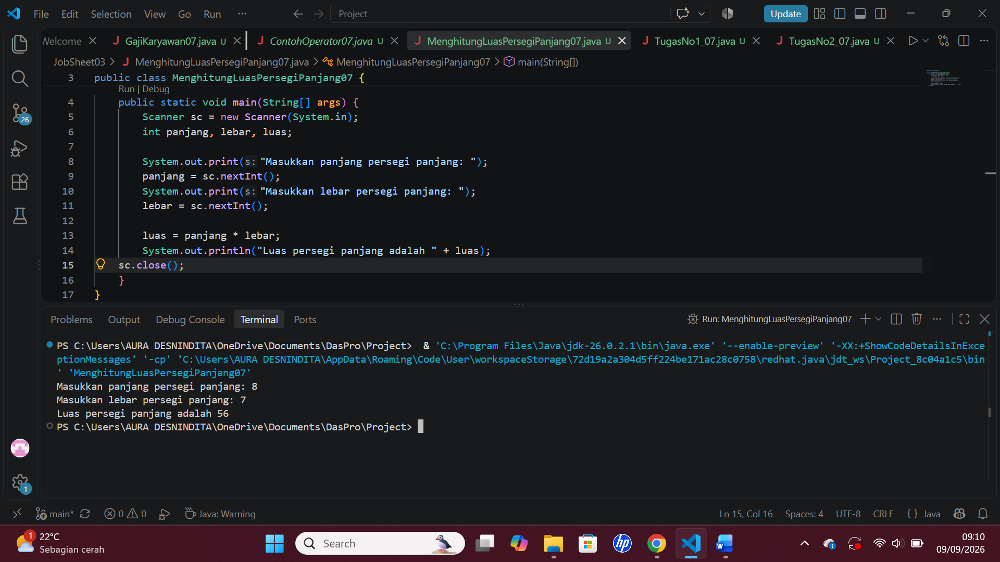 File Edit Selection View Go Run ··· Project Update
Welcome GajiKaryawan07.java U ContohOperator07.java U MenghitungLuasPersegiPanjang07.java U TugasNo1_07.java U TugasNo2_07.java U
JobSheet03 > MenghitungLuasPersegiPanjang07.java > MenghitungLuasPersegiPanjang07 > main(String[])
3 public class MenghitungLuasPersegiPanjang07 {
Run | Debug
4 public static void main(String[] args) {
5 Scanner sc = new Scanner(System.in);
6 int panjang, lebar, luas;
7
8 System.out.print(s: "Masukkan panjang persegi panjang: ");
9 panjang = sc.nextInt();
10 System.out.print(s: "Masukkan lebar persegi panjang: ");
11 lebar = sc.nextInt();
12
13 luas = panjang * lebar;
14 System.out.println("Luas persegi panjang adalah " + luas);
15 sc.close();
16 }
17 }
26
1
Problems Output Debug Console Terminal Ports Run: MenghitungLuasPersegiPanjang07
PS C:\Users\AURA DESNINDITA\OneDrive\Documents\DasPro\Project> & 'C:\Program Files\Java\jdk-26.0.2.1\bin\java.exe' '--enable-preview' '-XX:+ShowCodeDetailsInExce
ptionMessages' '-cp' 'C:\Users\AURA DESNINDITA\AppData\Roaming\Code\User\workspaceStorage\72d19a2a304d5ff224be171ac28c0758\redhat.java\jdt_ws\Project_8c04a1c5\bin
' 'MenghitungLuasPersegiPanjang07'
Masukkan panjang persegi panjang: 8
Masukkan lebar persegi panjang: 7
Luas persegi panjang adalah 56
PS C:\Users\AURA DESNINDITA\OneDrive\Documents\DasPro\Project>
main* 0 0 Java: Warning Ln 15, Col 16 Spaces: 4 UTF-8 CRLF { } Java
1 22°C
Sebagian cerah
Search
hp
W
09:10
09/09/2026